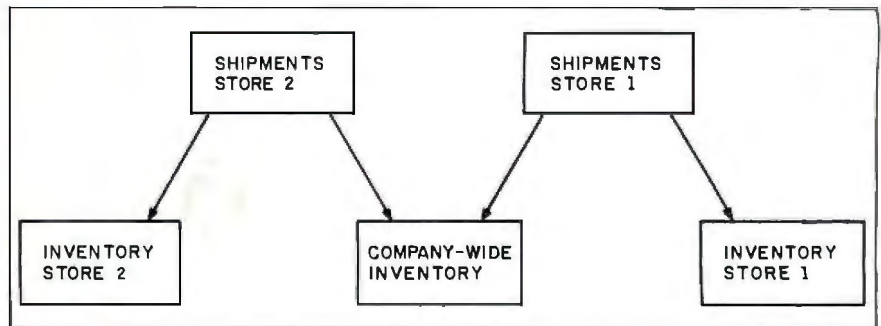 SHIPMENTS
STORE 2
SHIPMENTS
STORE 1
INVENTORY
STORE 2
COMPANY-WIDE
INVENTORY
INVENTORY
STORE 1